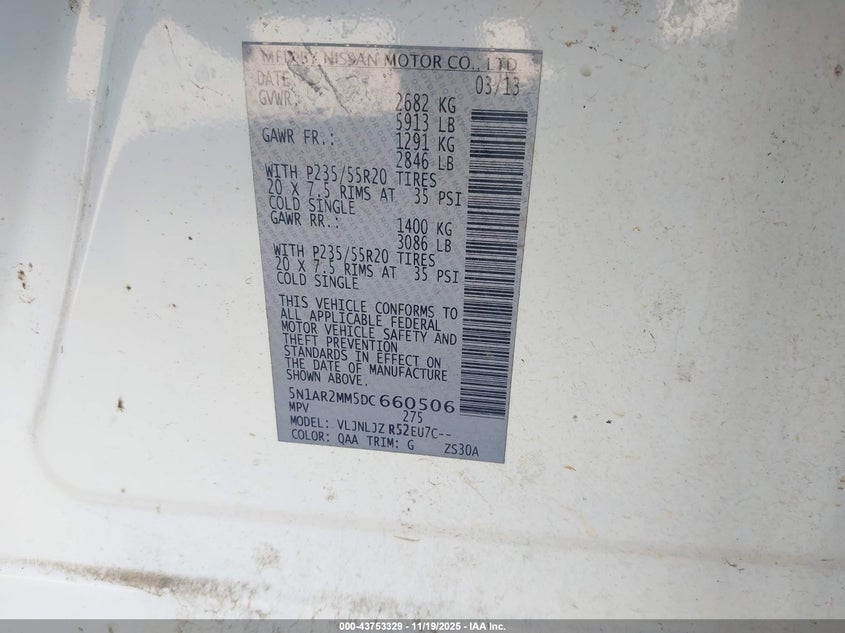 MFD BY NISSAN MOTOR CO., LTD
DATE: 03/13
GVWR: 2682 KG
5913 LB
GAWR FR.: 1291 KG
2846 LB
WITH P235/55R20 TIRES
20 X 7.5 RIMS AT 35 PSI
COLD SINGLE
GAWR RR.: 1400 KG
3086 LB
WITH P235/55R20 TIRES
20 X 7.5 RIMS AT 35 PSI
COLD SINGLE
THIS VEHICLE CONFORMS TO
ALL APPLICABLE FEDERAL
MOTOR VEHICLE SAFETY AND
THEFT PREVENTION
STANDARDS IN EFFECT ON
THE DATE OF MANUFACTURE
SHOWN ABOVE.
5N1AR2MM5DC660506
MPV 275
MODEL: VLJNLJZ R52EU7C--
COLOR: QAA TRIM: G ZS30A
000-43753329 - 11/19/2025 - IAA Inc.